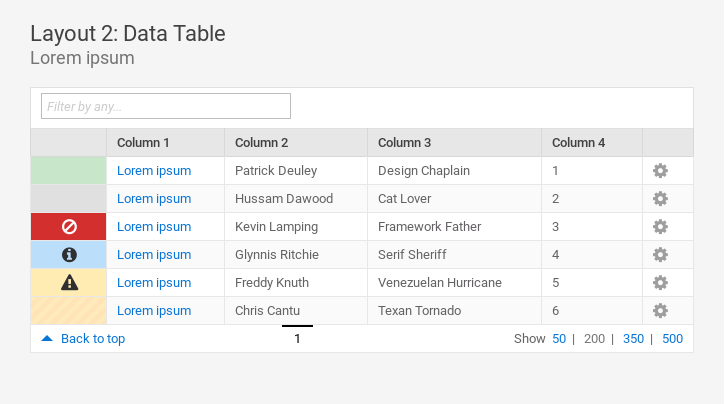 Layout 2: Data Table
Lorem ipsum
Filter by any...
Column 1 Column 2 Column 3 Column 4
Lorem ipsum Patrick Deuley Design Chaplain 1
Lorem ipsum Hussam Dawood Cat Lover 2
Lorem ipsum Kevin Lamping Framework Father 3
Lorem ipsum Glynnis Ritchie Serif Sheriff 4
Lorem ipsum Freddy Knuth Venezuelan Hurricane 5
Lorem ipsum Chris Cantu Texan Tornado 6
Back to top 1 Show 50 | 200 | 350 | 500